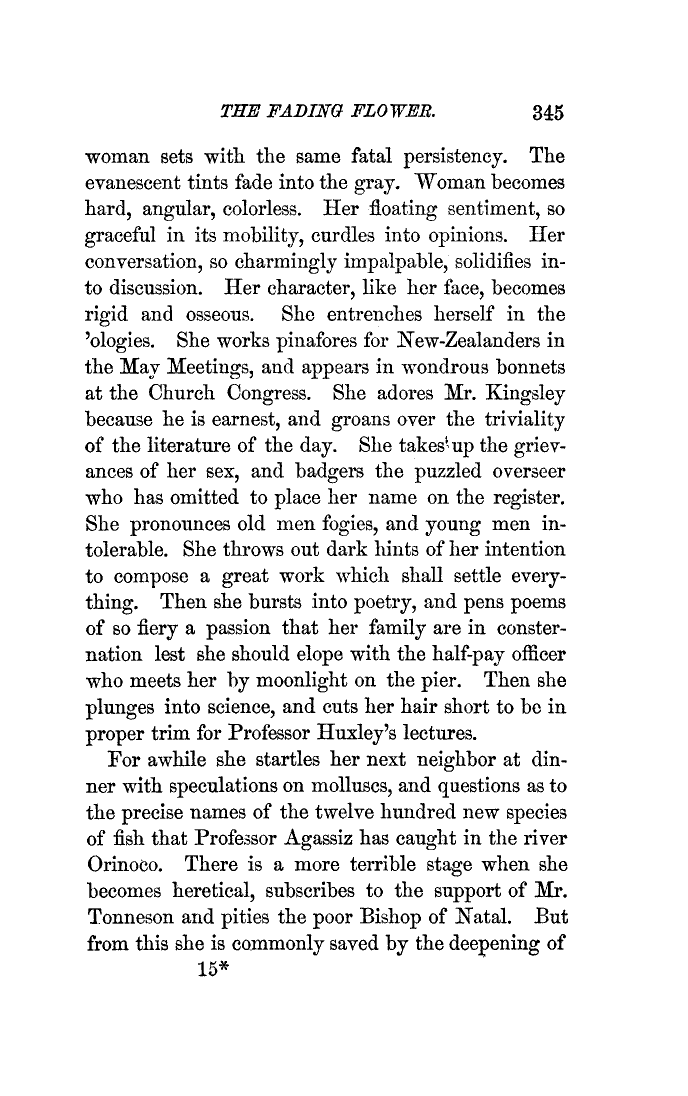 THE FADING FLOWER. 345
woman sets with the same fatal persistency. The
evanescent tints fade into the gray. Woman becomes
hard, angular, colorless. Her floating sentiment, so
graceful in its mobility, curdles into opinions. Her
conversation, so charmingly impalpable, solidifies in-
to discussion. Her character, like her face, becomes
rigid and osseous. She entrenches herself in the
’ologies. She works pinafores for New-Zealanders in
the May Meetings, and appears in wondrous bonnets
at the Church Congress. She adores Mr. Kingsley
because he is earnest, and groans over the triviality
of the literature of the day. She takes up the griev-
ances of her sex, and badgers the puzzled overseer
who has omitted to place her name on the register.
She pronounces old men fogies, and young men in-
tolerable. She throws out dark hints of her intention
to compose a great work which shall settle every-
thing. Then she bursts into poetry, and pens poems
of so fiery a passion that her family are in conster-
nation lest she should elope with the half-pay officer
who meets her by moonlight on the pier. Then she
plunges into science, and cuts her hair short to be in
proper trim for Professor Huxley’s lectures.
For awhile she startles her next neighbor at din-
ner with speculations on molluscs, and questions as to
the precise names of the twelve hundred new species
of fish that Professor Agassiz has caught in the river
Orinoco. There is a more terrible stage when she
becomes heretical, subscribes to the support of Mr.
Tonneson and pities the poor Bishop of Natal. But
from this she is commonly saved by the deepening of
15*